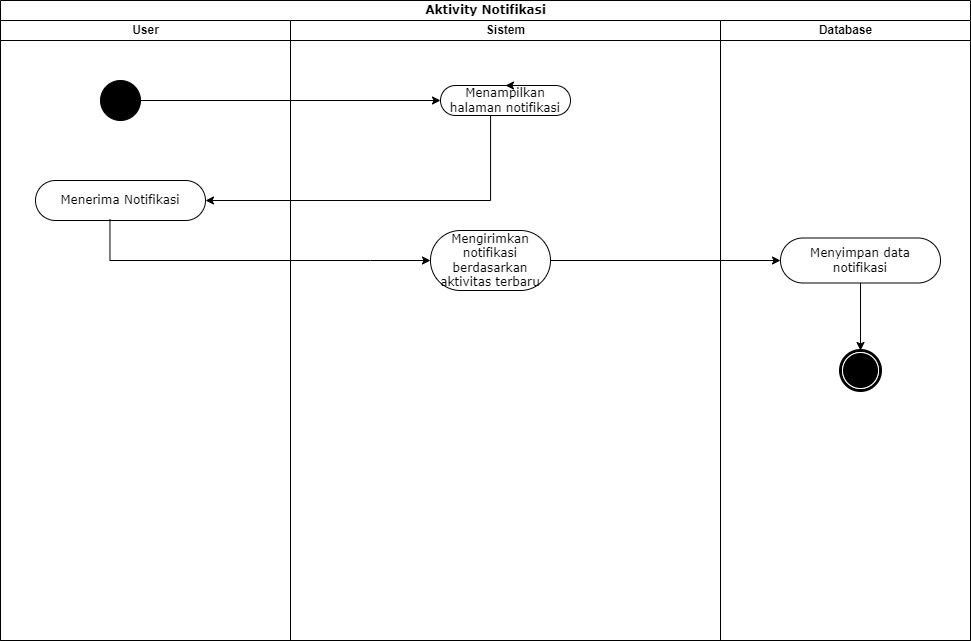 Aktivity Notifikasi
User
Sistem
Database
Menampilkan
halaman notifikasi
Menerima Notifikasi
Mengirimkan
notifikasi
berdasarkan
aktivitas terbaru
Menyimpan data
notifikasi